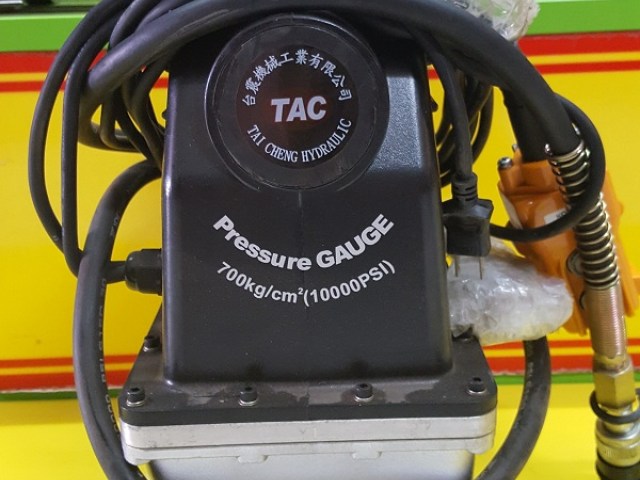 台震機械工業有限公司
TAC
TAI CHENG HYDRAULIC
Pressure GAUGE
700kg/cm²(10000PSI)